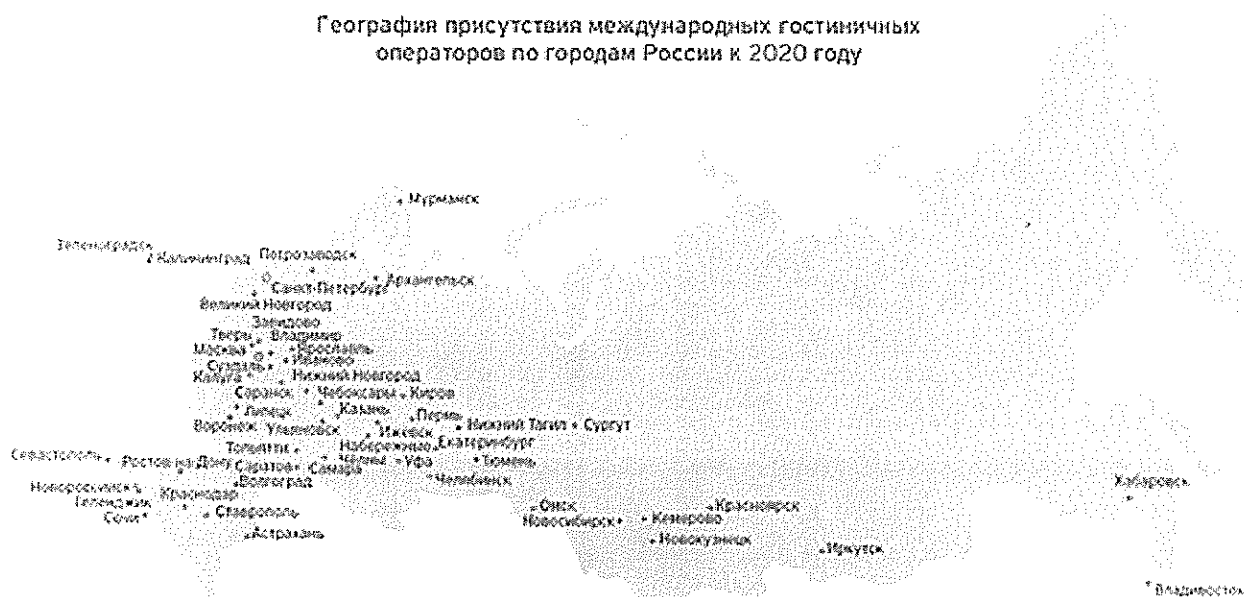 География присутствия международных гостиничных
операторов по городам России к 2020 году
Мурманск
Зеленоградск
Калининград
Петрозаводск
Архангельск
Санкт-Петербург
Великий Новгород
Завидово
Тверь
Владимир
Москва
Ярославль
Иваново
Суздаль
Калуга
Нижний Новгород
Саранск
Чебоксары
Киров
Липецк
Казань
Пермь
Воронеж
Ульяновск
Ижевск
Нижний Тагил
Сургут
Тольятти
Набережные
Челны
Екатеринбург
Севастополь
Ростов-на-Дону
Саратов
Самара
Уфа
Тюмень
Волгоград
Челябинск
Новороссийск
Краснодар
Геленджик
Сочи
Ставрополь
Астрахань
Омск
Новосибирск
Кемерово
Красноярск
Новокузнецк
Иркутск
Хабаровск
Владивосток